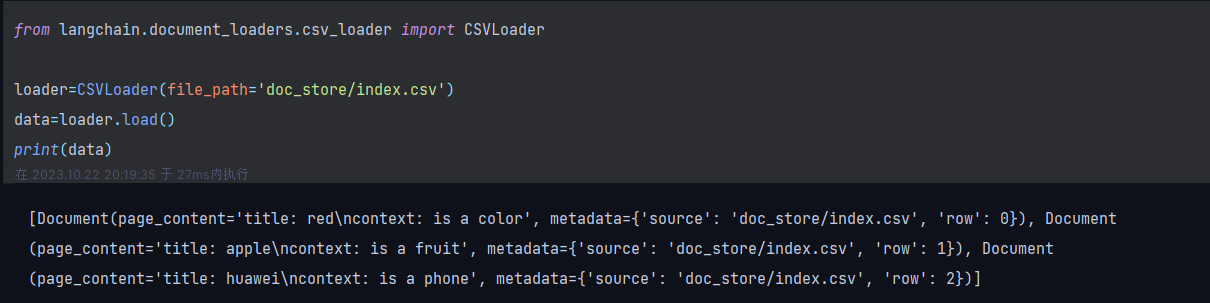 from langchain.document_loaders.csv_loader import CSVLoader
loader=CSVLoader(file_path='doc_store/index.csv')
data=loader.load()
print(data)
在 2023.10.22 20:19:35 于 27ms内执行
[Document(page_content='title: red\ncontext: is a color', metadata={'source': 'doc_store/index.csv', 'row': 0}), Document
(page_content='title: apple\ncontext: is a fruit', metadata={'source': 'doc_store/index.csv', 'row': 1}), Document
(page_content='title: huawei\ncontext: is a phone', metadata={'source': 'doc_store/index.csv', 'row': 2})]